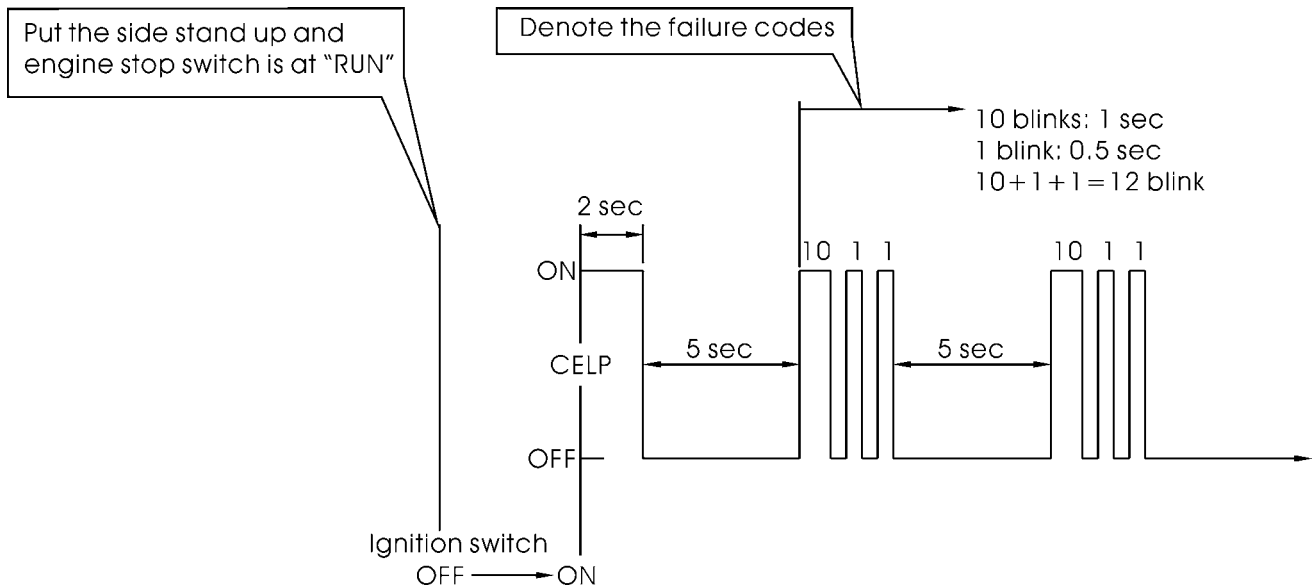 Put the side stand up and
engine stop switch is at “RUN”
Denote the failure codes
10 blinks: 1 sec
1 blink: 0.5 sec
10+1+1=12 blink
2 sec
10 1 1
10 1 1
ON
5 sec
5 sec
CELP
OFF
Ignition switch
OFF
ON